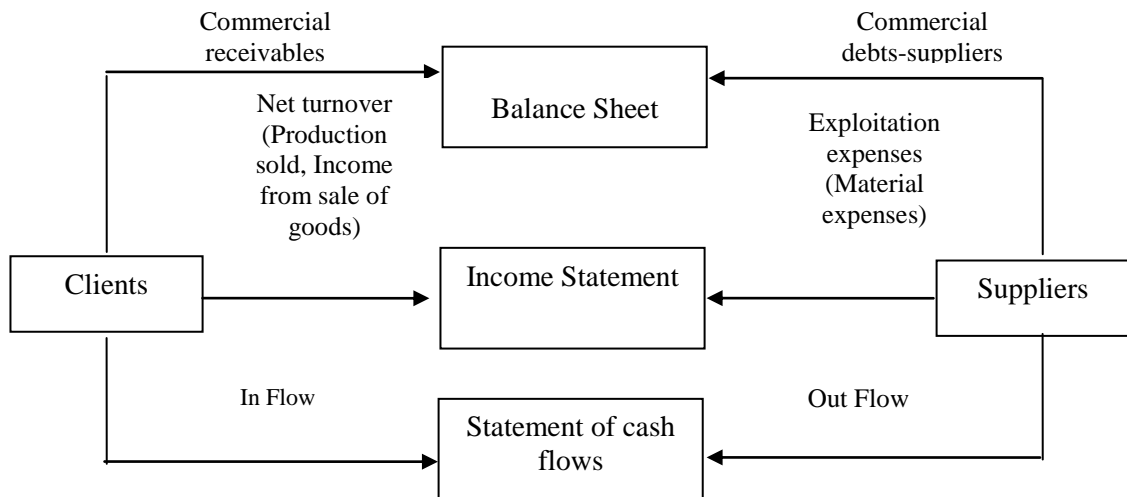 Commercial
receivables
Commercial
debts-suppliers
Balance Sheet
Net turnover
(Production
sold, Income
from sale of
goods)
Exploitation
expenses
(Material
expenses)
Clients
Income Statement
Suppliers
In Flow
Out Flow
Statement of cash
flows